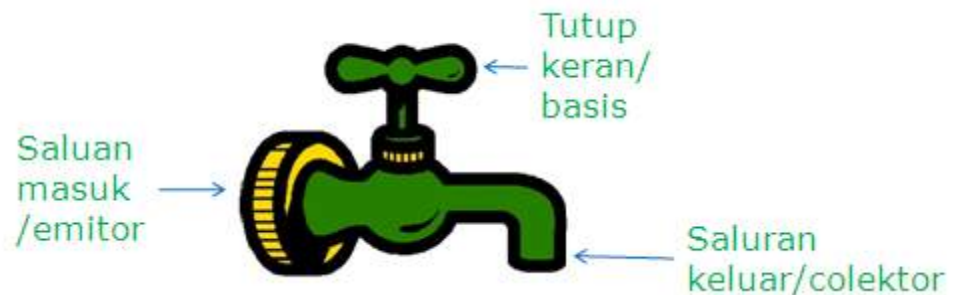 Tutup
keran/
basis
Saluan
masuk
/emitor
Saluran
keluar/colektor